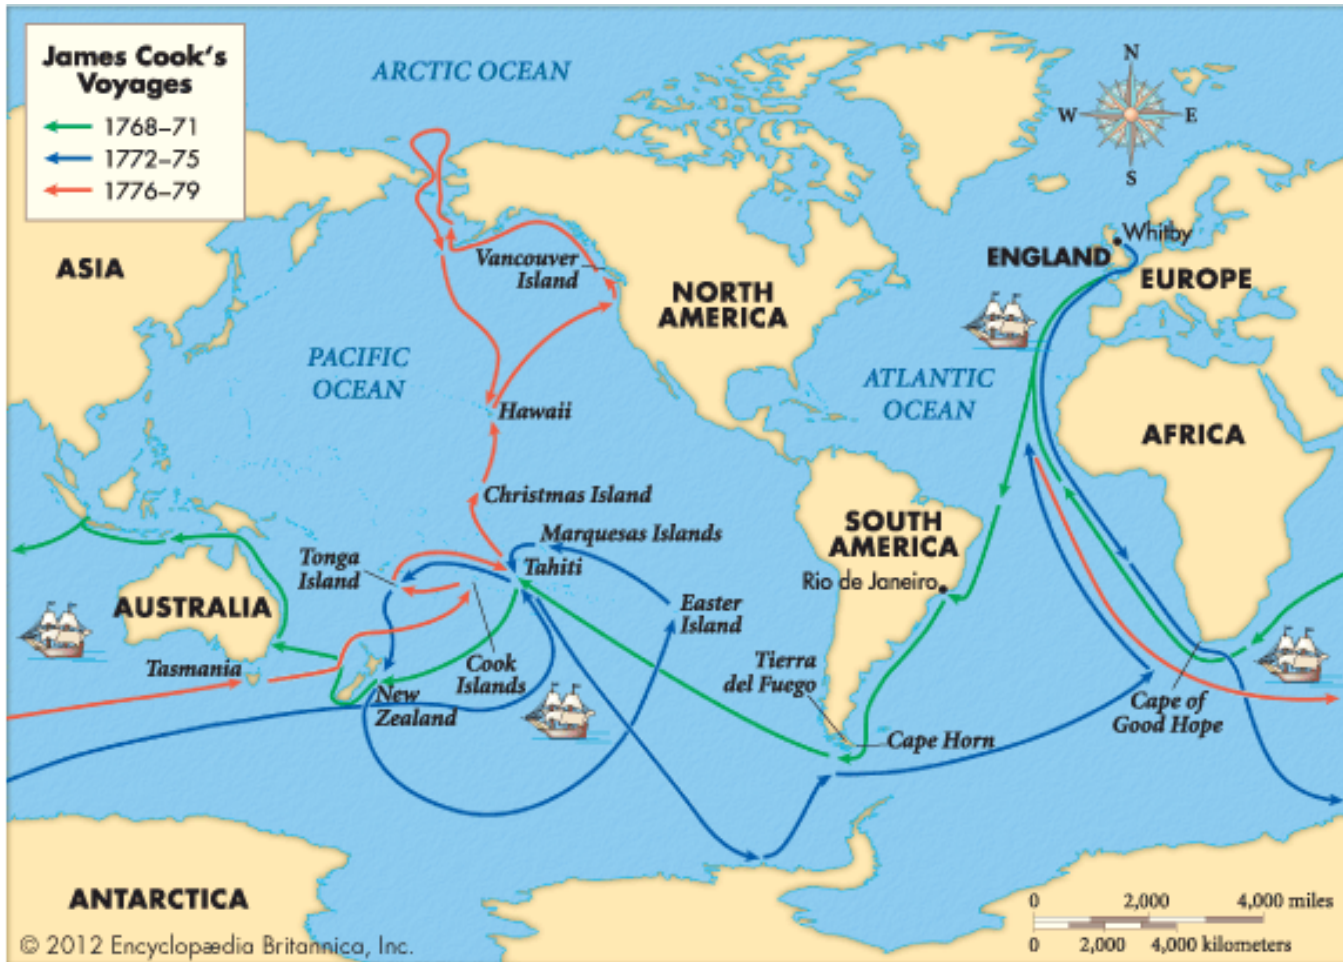 James Cook's
Voyages
1768–71
1772–75
1776–79
ARCTIC OCEAN
N
W
E
S
Whitby
ENGLAND
EUROPE
ASIA
Vancouver
Island
NORTH
AMERICA
PACIFIC
OCEAN
ATLANTIC
OCEAN
Hawaii
AFRICA
Christmas Island
SOUTH
AMERICA
Marquesas Islands
Tonga
Island
Tahiti
Rio de Janeiro
AUSTRALIA
Easter
Island
Tasmania
Cook
Islands
Tierra
del Fuego
New
Zealand
Cape of
Good Hope
Cape Horn
ANTARCTICA
0 2,000 4,000 miles
0 2,000 4,000 kilometers
© 2012 Encyclopædia Britannica, Inc.